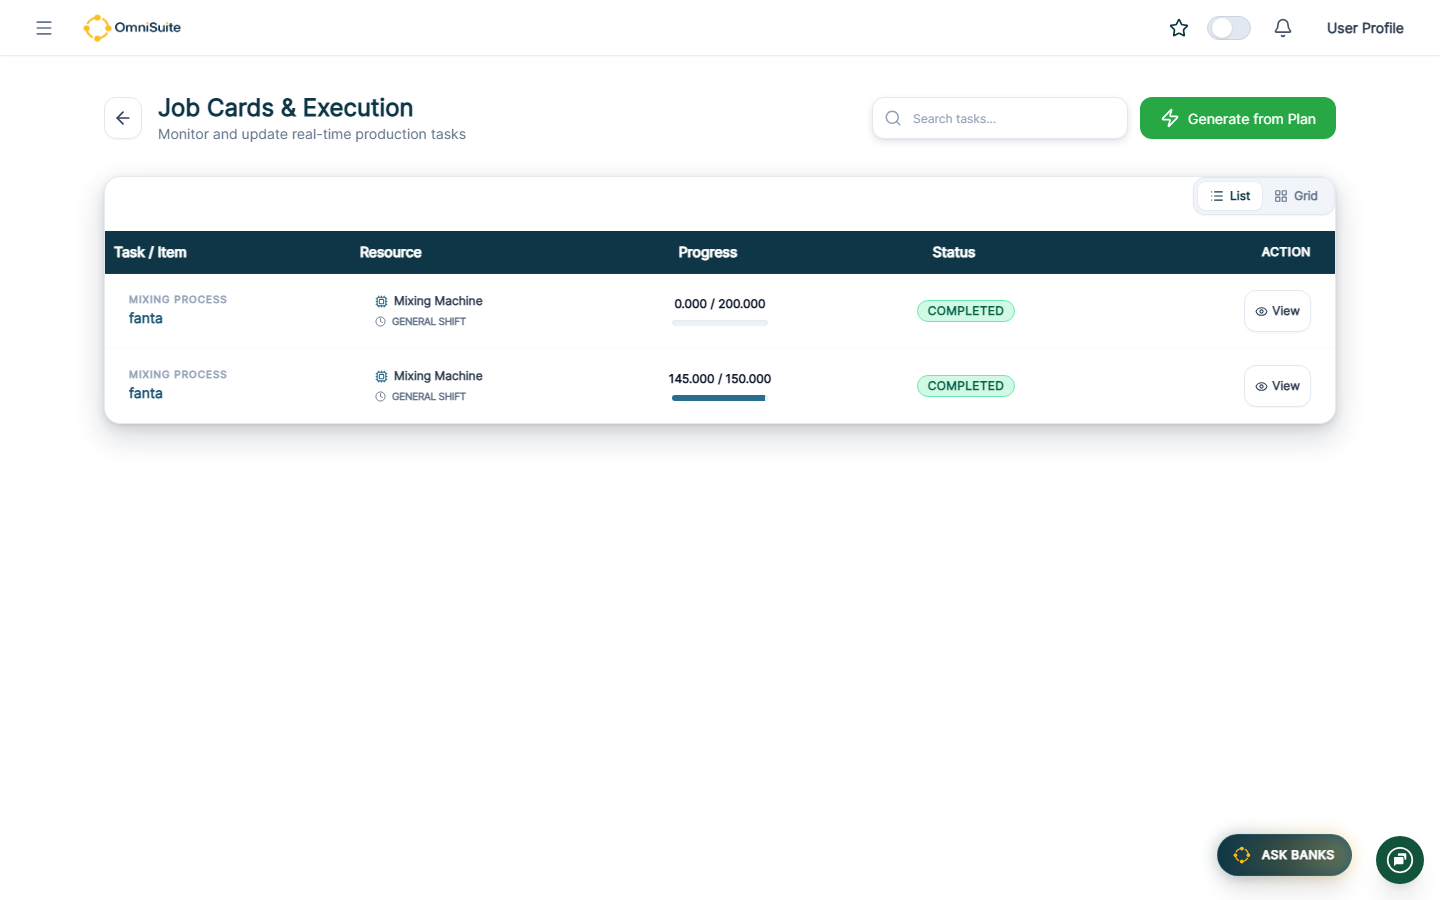 OmniSuite
User Profile
Job Cards & Execution
Monitor and update real-time production tasks
Search tasks...
Generate from Plan
List
Grid
Task / Item
Resource
Progress
Status
ACTION
MIXING PROCESS
fanta
Mixing Machine
GENERAL SHIFT
0.000 / 200.000
COMPLETED
View
MIXING PROCESS
fanta
Mixing Machine
GENERAL SHIFT
145.000 / 150.000
COMPLETED
View
ASK BANKS